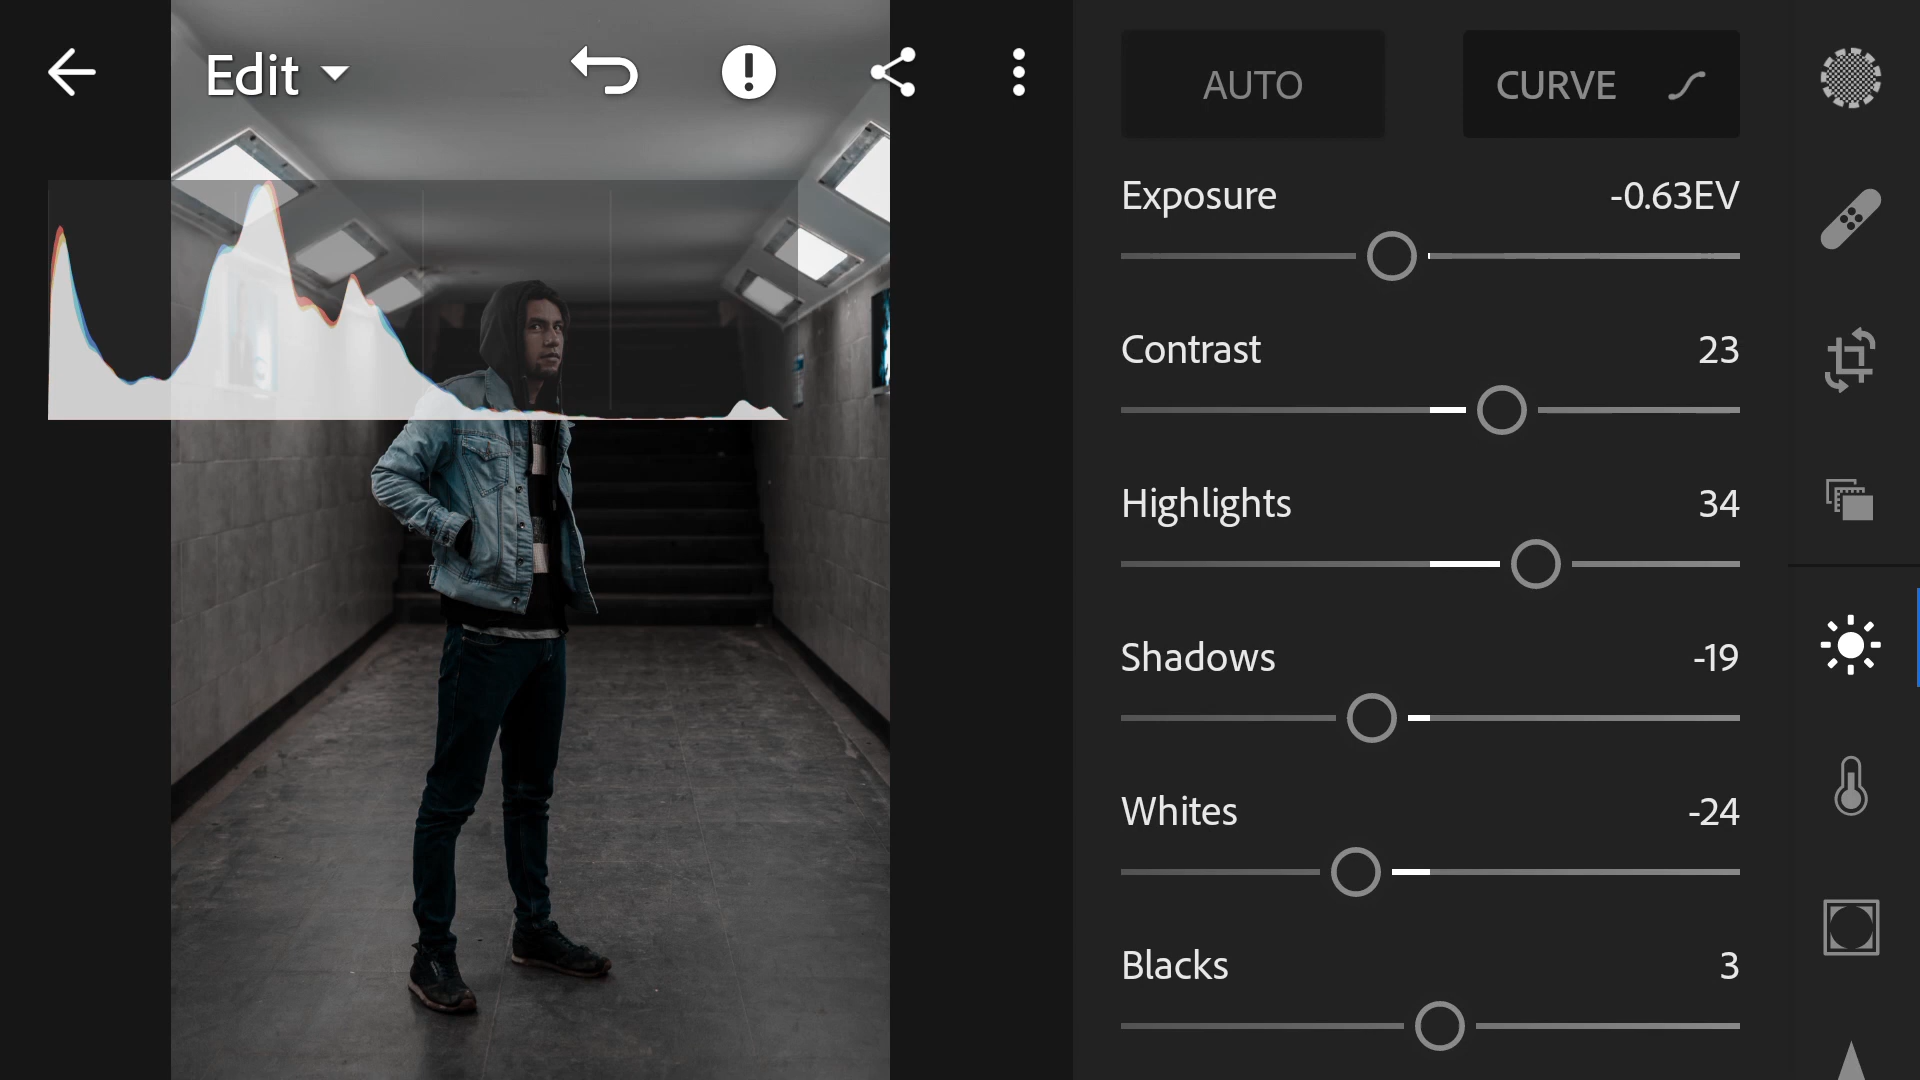 Edit
AUTO
CURVE
Exposure -0.63EV
Contrast 23
Highlights 34
Shadows -19
Whites -24
Blacks 3